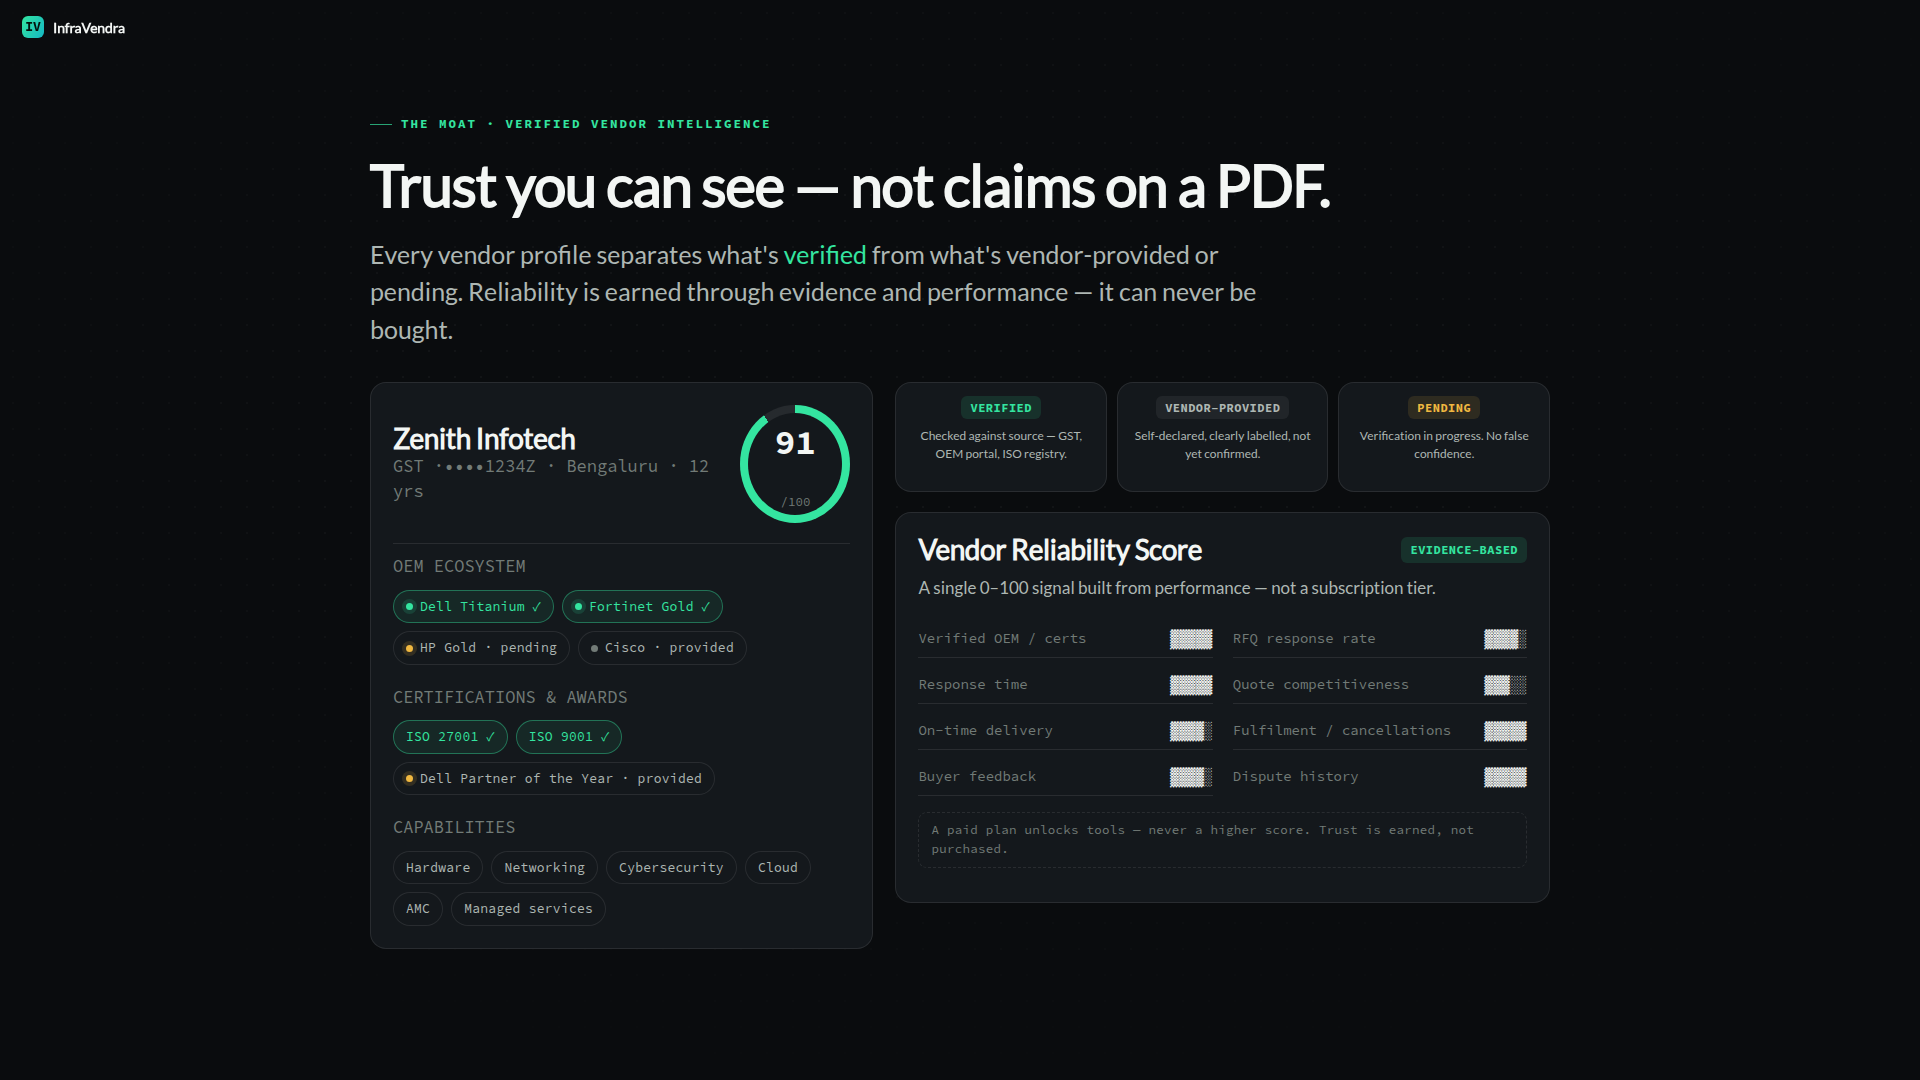 IV InfraVendra
THE MOAT · VERIFIED VENDOR INTELLIGENCE
Trust you can see — not claims on a PDF.
Every vendor profile separates what's verified from what's vendor-provided or
pending. Reliability is earned through evidence and performance — it can never be
bought.
Zenith Infotech
GST ·••••1234Z · Bengaluru · 12
yrs
91
/100
OEM ECOSYSTEM
Dell Titanium ✓ Fortinet Gold ✓
HP Gold · pending Cisco · provided
CERTIFICATIONS & AWARDS
ISO 27001 ✓ ISO 9001 ✓
Dell Partner of the Year · provided
CAPABILITIES
Hardware Networking Cybersecurity Cloud
AMC Managed services
VERIFIED
Checked against source — GST,
OEM portal, ISO registry.
VENDOR-PROVIDED
Self-declared, clearly labelled, not
yet confirmed.
PENDING
Verification in progress. No false
confidence.
Vendor Reliability Score EVIDENCE-BASED
A single 0–100 signal built from performance — not a subscription tier.
Verified OEM / certs ▓▓▓▓▓ RFQ response rate ▓▓▓▓░
Response time ▓▓▓▓▓ Quote competitiveness ▓▓▓░░
On-time delivery ▓▓▓▓░ Fulfilment / cancellations ▓▓▓▓▓
Buyer feedback ▓▓▓▓░ Dispute history ▓▓▓▓▓
A paid plan unlocks tools — never a higher score. Trust is earned, not
purchased.